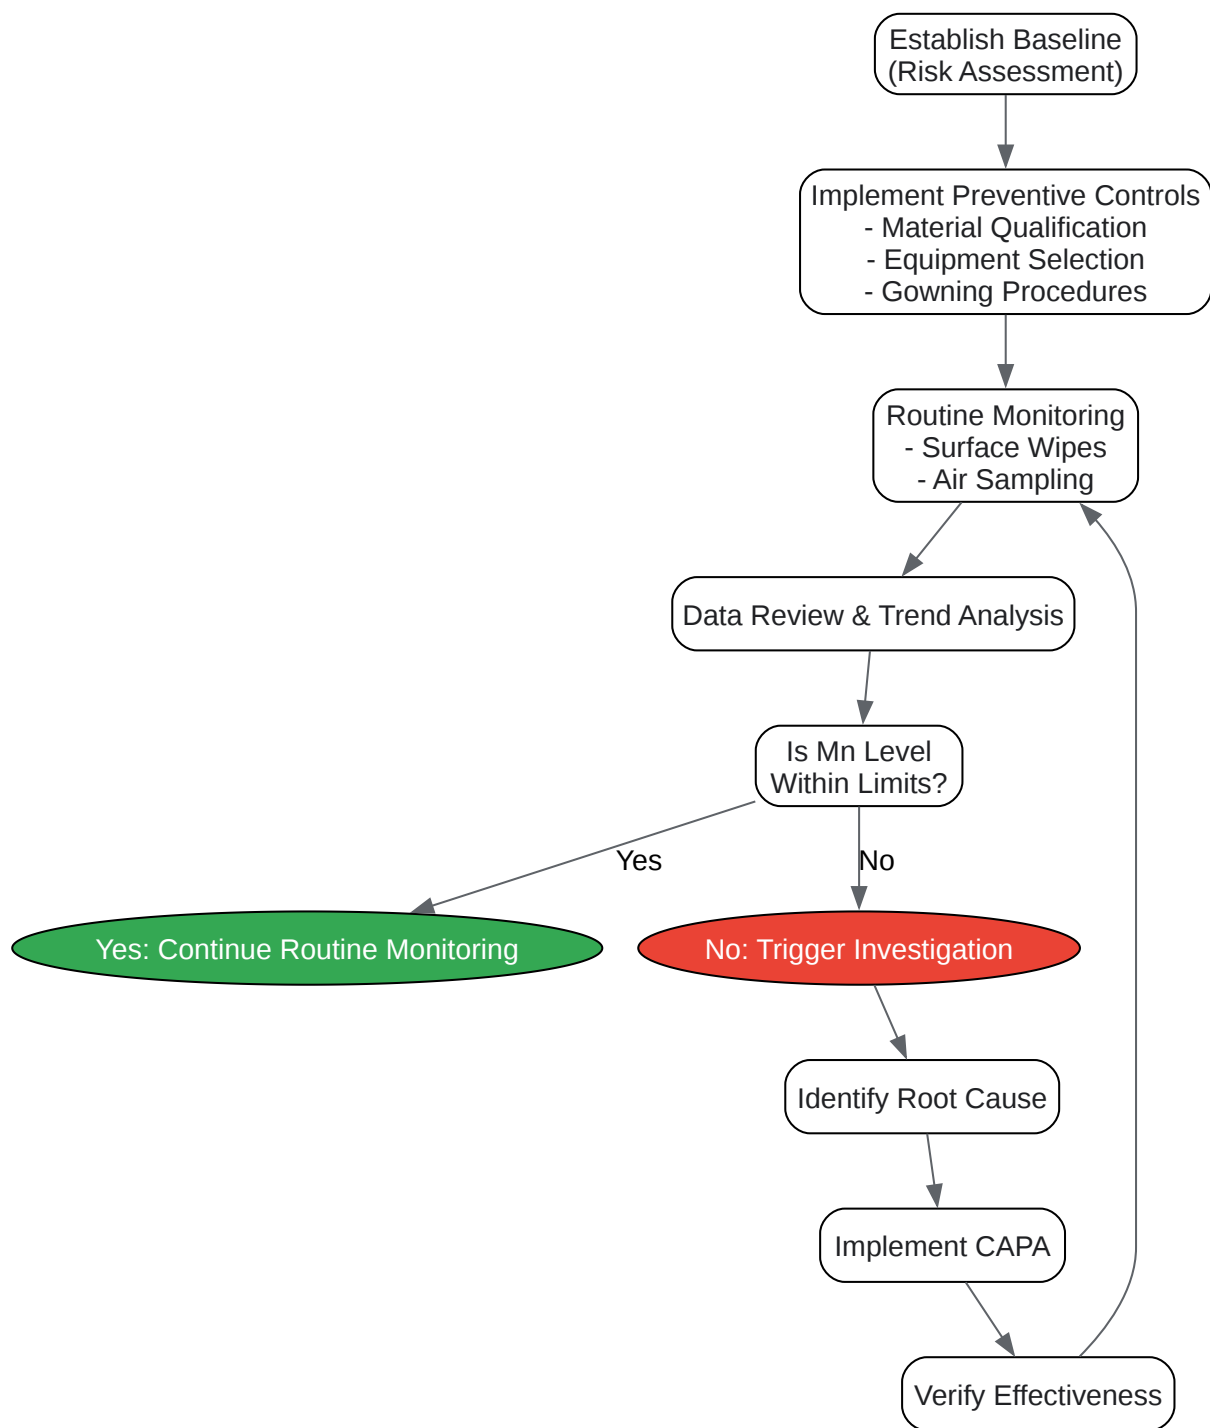 Establish Baseline
(Risk Assessment)
Implement Preventive Controls
- Material Qualification
- Equipment Selection
- Gowning Procedures
Routine Monitoring
- Surface Wipes
- Air Sampling
Data Review & Trend Analysis
Is Mn Level
Within Limits?
Yes
No
Yes: Continue Routine Monitoring
No: Trigger Investigation
Identify Root Cause
Implement CAPA
Verify Effectiveness